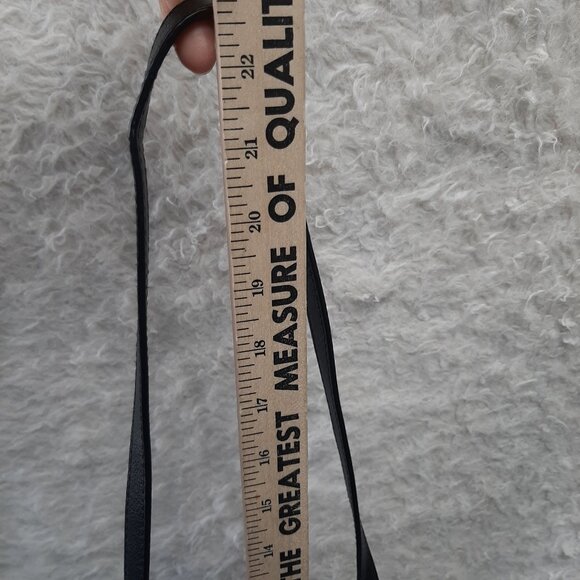 THE GREATEST MEASURE OF QUALIT
14 15 16 17 18 19 20 21 22